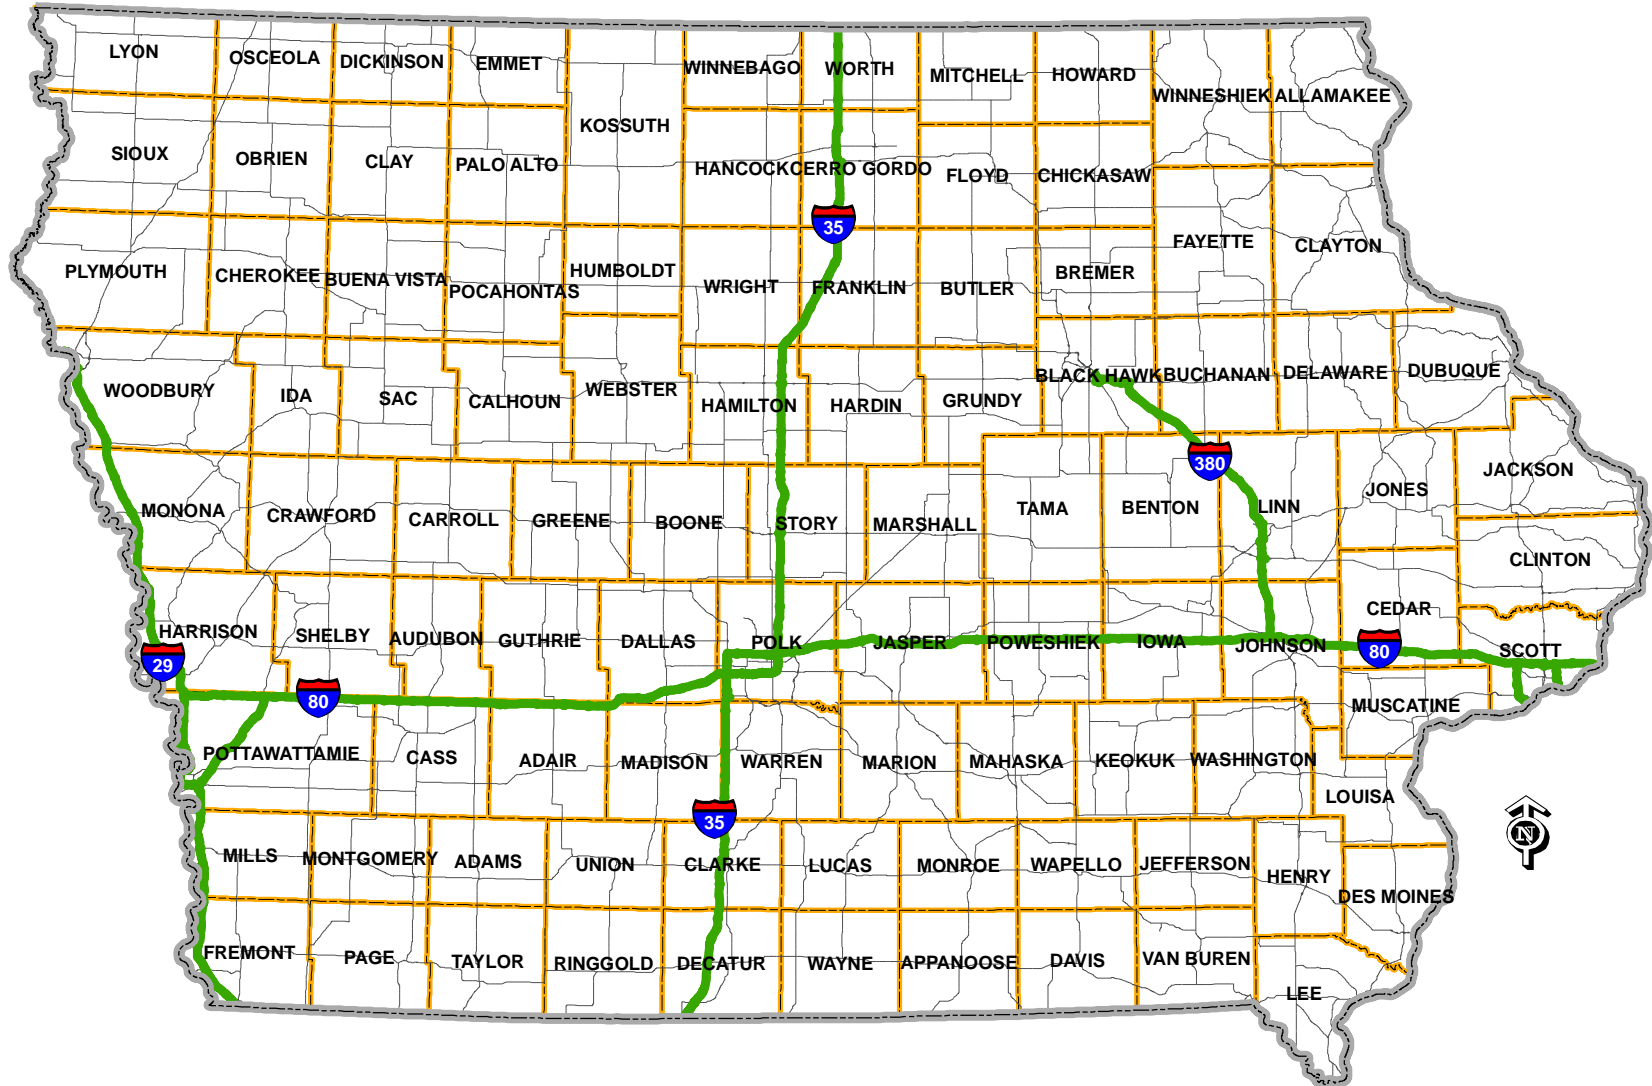 LYON
OSCEOLA
DICKINSON
EMMET
WINNEBAGO
WORTH
MITCHELL
HOWARD
WINNESHIEK
ALLAMAKEE
KOSSUTH
SIOUX
OBRIEN
CLAY
PALO ALTO
HANCOCK
CERRO GORDO
FLOYD
CHICKASAW
35
FAYETTE
CLAYTON
PLYMOUTH
CHEROKEE
BUENA VISTA
POCAHONTAS
HUMBOLDT
WRIGHT
FRANKLIN
BUTLER
BREMER
WOODBURY
IDA
SAC
CALHOUN
WEBSTER
HAMILTON
HARDIN
GRUNDY
BLACK HAWK
BUCHANAN
DELAWARE
DUBUQUE
380
JACKSON
MONONA
CRAWFORD
CARROLL
GREENE
BOONE
STORY
MARSHALL
TAMA
BENTON
LINN
JONES
CLINTON
CEDAR
HARRISON
SHELBY
AUDUBON
GUTHRIE
DALLAS
POLK
JASPER
POWESHIEK
IOWA
JOHNSON
80
SCOTT
29
80
MUSCATINE
POTTAWATTAMIE
CASS
ADAIR
MADISON
WARREN
MARION
MAHASKA
KEOKUK
WASHINGTON
LOUISA
35
MILLS
MONTGOMERY
ADAMS
UNION
CLARKE
LUCAS
MONROE
WAPELLO
JEFFERSON
HENRY
DES MOINES
N
FREMONT
PAGE
TAYLOR
RINGGOLD
DECATUR
WAYNE
APPANOOSE
DAVIS
VAN BUREN
LEE